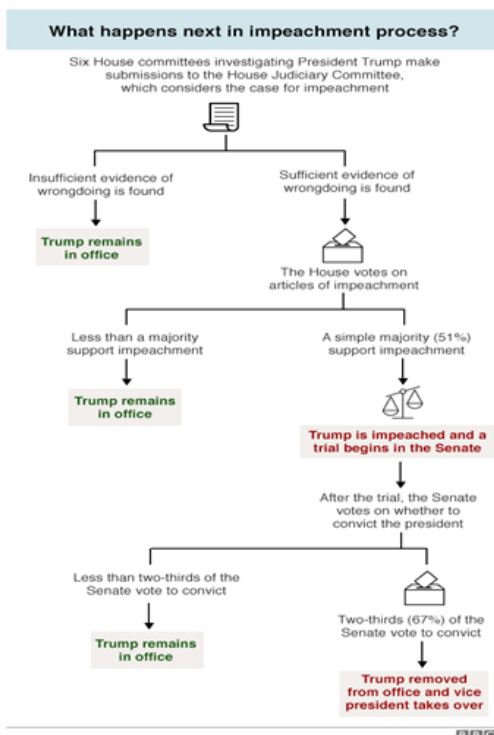 What happens next in impeachment process?
Six House committees investigating President Trump make
submissions to the House Judiciary Committee,
which considers the case for impeachment
Insufficient evidence of
wrongdoing is found
Sufficient evidence of
wrongdoing is found
Trump remains
in office
The House votes on
articles of impeachment
Less than a majority
support impeachment
A simple majority (51%)
support impeachment
Trump remains
in office
Trump is impeached and a
trial begins in the Senate
After the trial, the Senate
votes on whether to
convict the president
Less than two-thirds of the
Senate vote to convict
Two-thirds (67%) of the
Senate vote to convict
Trump remains
in office
Trump removed
from office and vice
president takes over
BBC